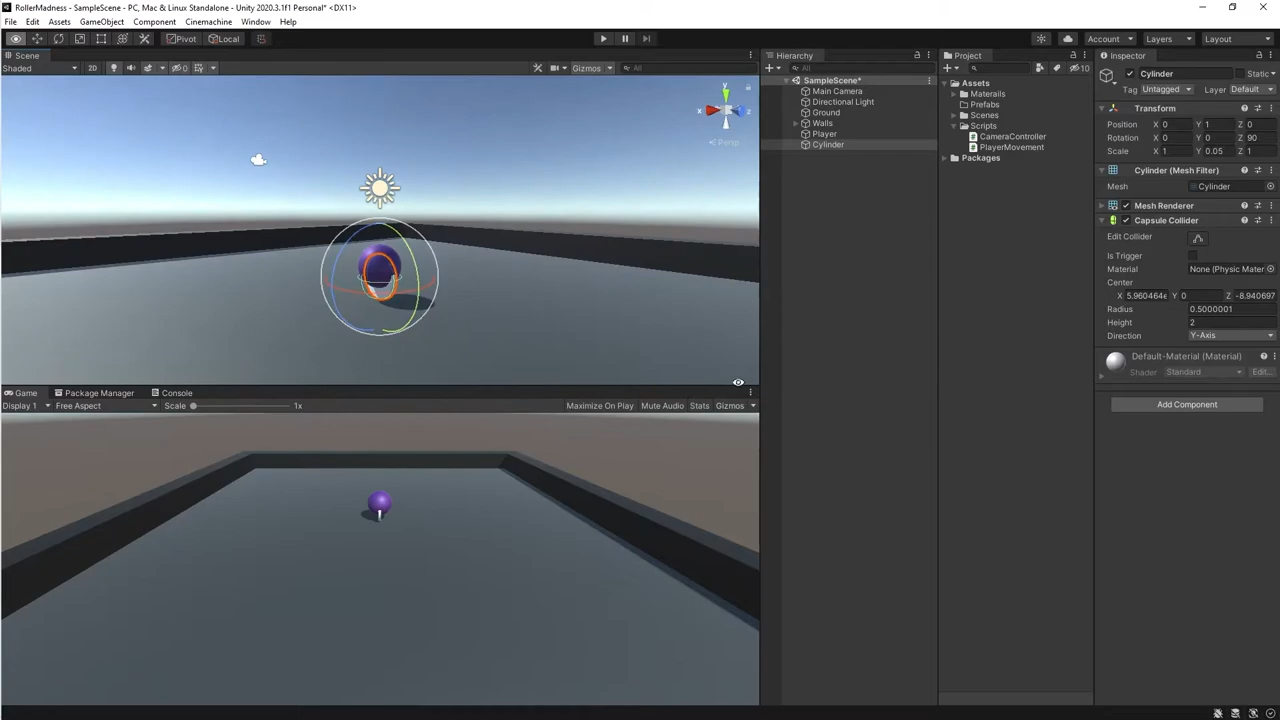 RollerMadness - SampleScene - PC, Mac & Linux Standalone - Unity 2020.3.1f1 Personal* <DX11>
File Edit Assets GameObject Component Cinemachine Window Help
Pivot Local Account Layers Layout
Scene
Shaded 2D 0 Gizmos All
y
x z
Persp
Game Package Manager Console
Display 1 Free Aspect Scale 1x Maximize On Play Mute Audio Stats Gizmos
Hierarchy
All
SampleScene*
Main Camera
Directional Light
Ground
Walls
Player
Cylinder
Project
10
Assets
Materails
Prefabs
Scenes
Scripts
CameraController
PlayerMovement
Packages
Inspector
Cylinder Static
Tag Untagged Layer Default
Transform
Position X 0 Y 1 Z 0
Rotation X 0 Y 0 Z 90
Scale X 1 Y 0.05 Z 1
Cylinder (Mesh Filter)
Mesh Cylinder
Mesh Renderer
Capsule Collider
Edit Collider
Is Trigger
Material None (Physic Mater
Center
X 5.960464e Y 0 Z -8.940697
Radius 0.5000001
Height 2
Direction Y-Axis
Default-Material (Material)
Shader Standard Edit...
Add Component